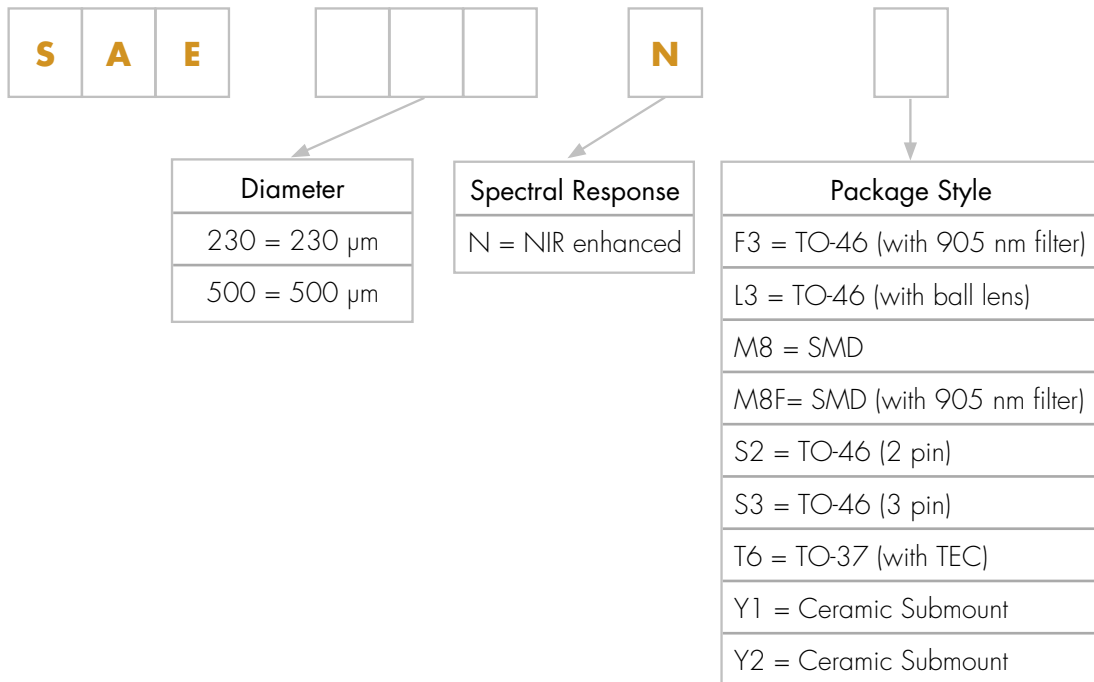 S A E N
Diameter
230 = 230 µm
500 = 500 µm
Spectral Response
N = NIR enhanced
Package Style
F3 = TO-46 (with 905 nm filter)
L3 = TO-46 (with ball lens)
M8 = SMD
M8F= SMD (with 905 nm filter)
S2 = TO-46 (2 pin)
S3 = TO-46 (3 pin)
T6 = TO-37 (with TEC)
Y1 = Ceramic Submount
Y2 = Ceramic Submount